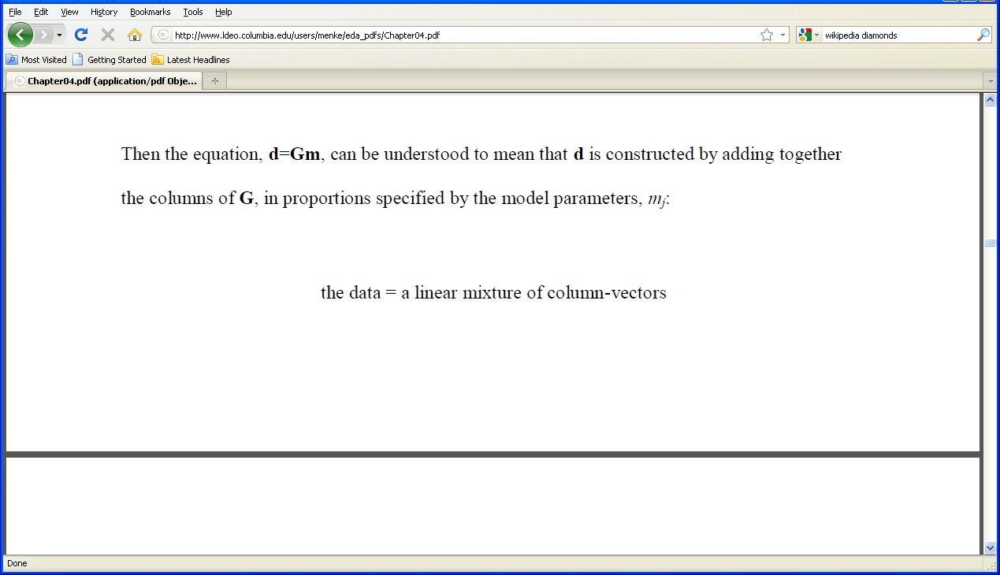 File Edit View History Bookmarks Tools Help
http://www.ldeo.columbia.edu/users/menke/eda_pdfs/Chapter04.pdf
wikipedia diamonds
Most Visited Getting Started Latest Headlines
Chapter04.pdf (application/pdf Obje...
Then the equation, d=Gm, can be understood to mean that d is constructed by adding together
the columns of G, in proportions specified by the model parameters, mj:
the data = a linear mixture of column-vectors
Done